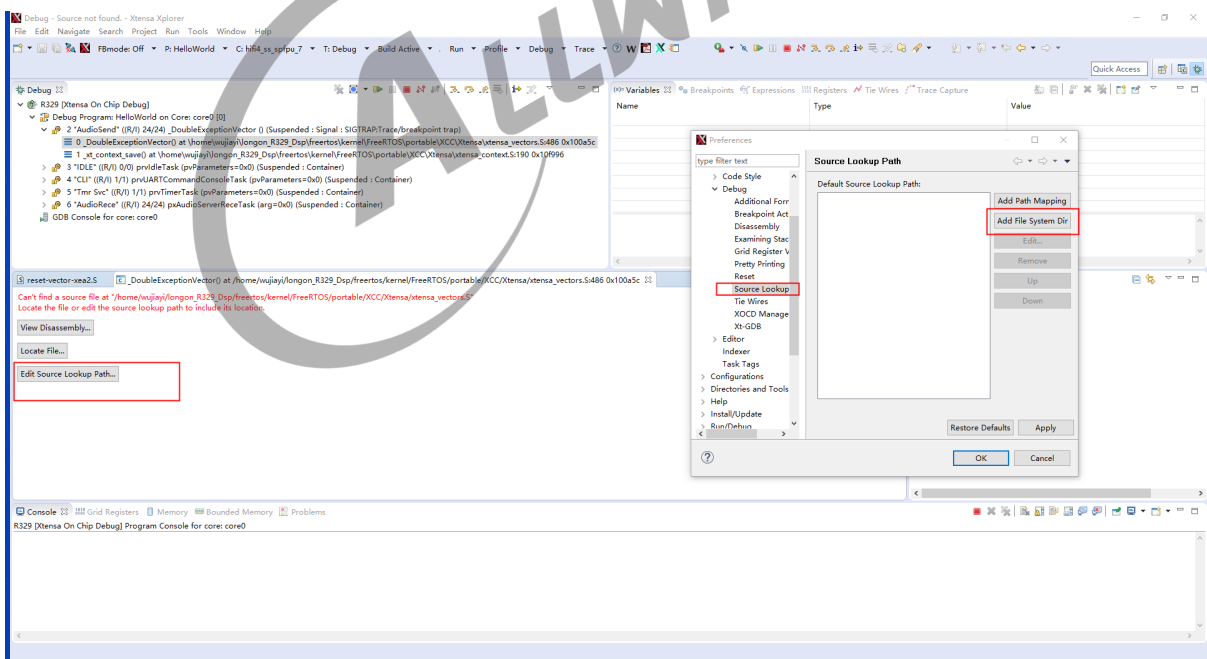 Debug - Source not found. - Xtensa Xplorer
File Edit Navigate Search Project Run Tools Window Help
FBmode: Off P: HelloWorld C: hifi4_ss_spfpu_7 T: Debug Build Active Run Profile Debug Trace
Quick Access
Debug
R329 [Xtensa On Chip Debug]
Debug Program: HelloWorld on Core: core0 [0]
2 "AudioSend" ((R/I) 24/24) _DoubleExceptionVector () (Suspended : Signal : SIGTRAP:Trace/breakpoint trap)
0 _DoubleExceptionVector() at \home\wujiayi\longon_R329_Dsp\freertos\kernel\FreeRTOS\portable\XCC\Xtensa\xtensa_vectors.S:486 0x100a5c
1 _xt_context_save() at \home\wujiayi\longon_R329_Dsp\freertos\kernel\FreeRTOS\portable\XCC\Xtensa\xtensa_context.S:190 0x10f996
3 "IDLE" ((R/I) 0/0) prvIdleTask (pvParameters=0x0) (Suspended : Container)
4 "CLI" ((R/I) 1/1) prvUARTCommandConsoleTask (pvParameters=0x0) (Suspended : Container)
5 "Tmr Svc" ((R/I) 1/1) prvTimerTask (pvParameters=0x0) (Suspended : Container)
6 "AudioRece" ((R/I) 24/24) pxAudioServerReceTask (arg=0x0) (Suspended : Container)
GDB Console for core: core0
Variables Breakpoints Expressions Registers Tie Wires Trace Capture
Name Type Value
Preferences
type filter text
Code Style
Debug
Additional Forr
Breakpoint Act
Disassembly
Examining Stac
Grid Register V
Pretty Printing
Reset
Source Lookup
Tie Wires
XOCD Manage
Xt-GDB
Editor
Indexer
Task Tags
Configurations
Directories and Tools
Help
Install/Update
Run/Debug
Source Lookup Path
Default Source Lookup Path:
Add Path Mapping
Add File System Dir
Edit...
Remove
Up
Down
Restore Defaults Apply
OK Cancel
reset-vector-xea2.S _DoubleExceptionVector() at /home/wujiayi/longon_R329_Dsp/freertos/kernel/FreeRTOS/portable/XCC/Xtensa/xtensa_vectors.S:486 0x100a5c
Can't find a source file at "/home/wujiayi/longon_R329_Dsp/freertos/kernel/FreeRTOS/portable/XCC/Xtensa/xtensa_vectors.S"
Locate the file or edit the source lookup path to include its location.
View Disassembly...
Locate File...
Edit Source Lookup Path...
Console Grid Registers Memory Bounded Memory Problems
R329 [Xtensa On Chip Debug] Program Console for core: core0